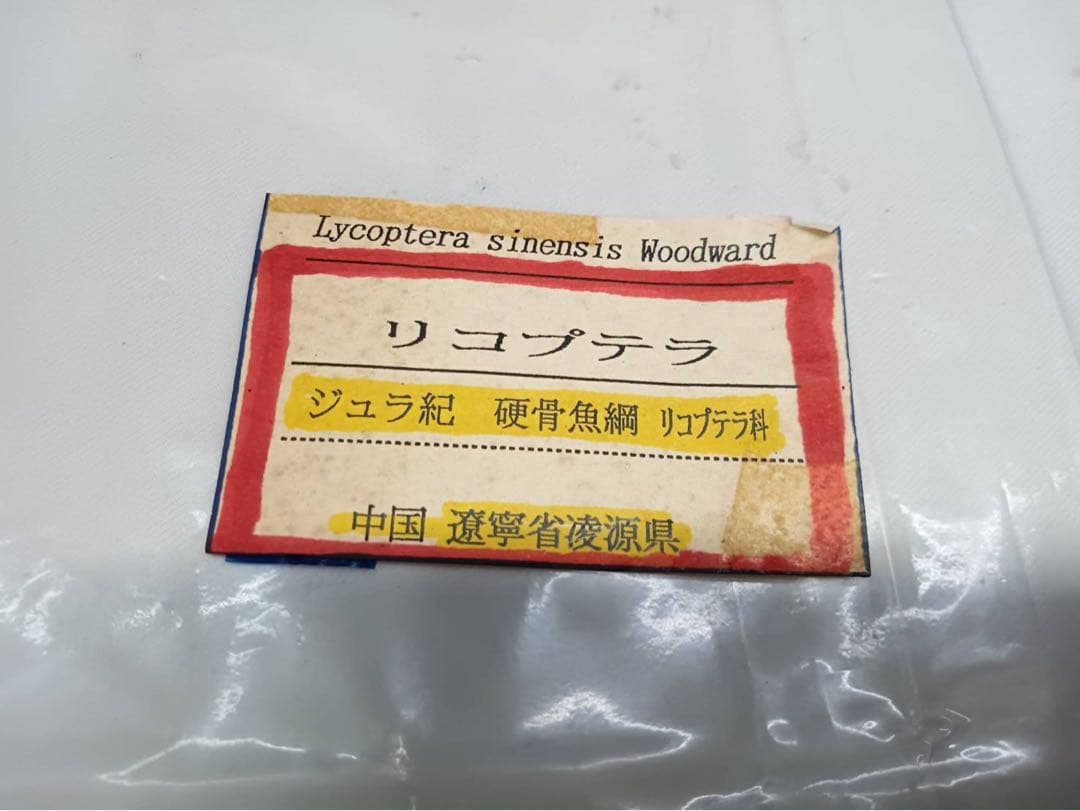 Lycoptera sinensis Woodward
リコプテラ
ジュラ紀 硬骨魚綱 リコプテラ科
中国 遼寧省凌源県